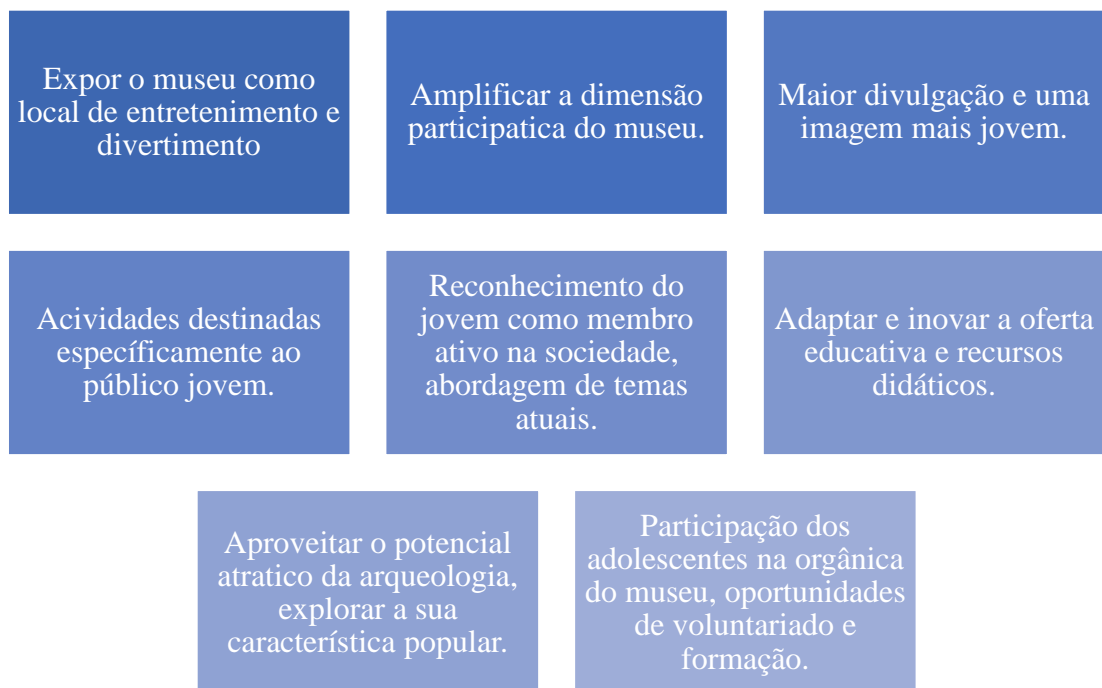 Expor o museu como
local de entretenimento e
divertimento
Amplificar a dimensão
participatica do museu.
Maior divulgação e uma
imagem mais jovem.
Acividades destinadas
específicamente ao
público jovem.
Reconhecimento do
jovem como membro
ativo na sociedade,
abordagem de temas
atuais.
Adaptar e inovar a oferta
educativa e recursos
didáticos.
Aproveitar o potencial
atratico da arqueologia,
explorar a sua
característica popular.
Participação dos
adolescentes na orgânica
do museu, oportunidades
de voluntariado e
formação.